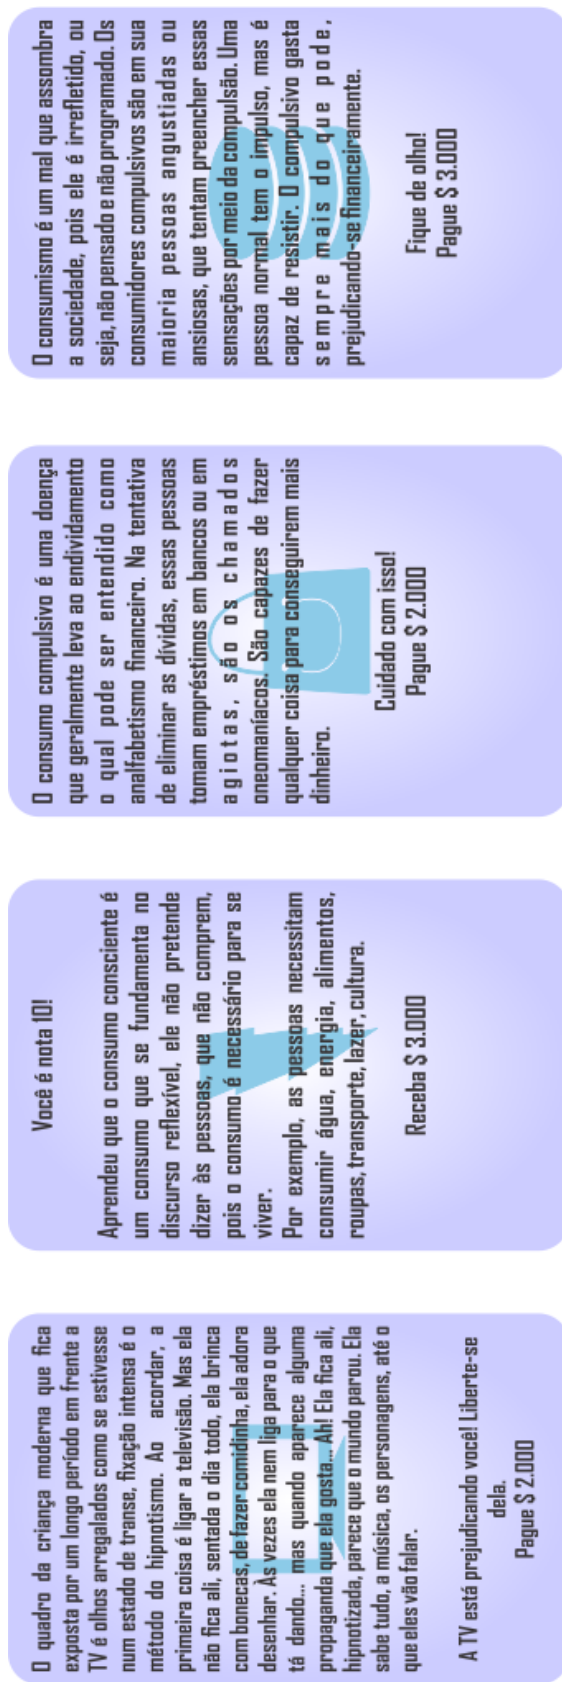 O consumismo é um mal que assombra
a sociedade, pois ele é irrefletido, ou
seja, não pensado e não programado. Os
consumidores compulsivos são em sua
maioria pessoas angustiadas ou
ansiosas, que tentam preencher essas
sensações por meio da compulsão. Uma
pessoa normal tem o impulso, mas é
capaz de resistir. O compulsivo gasta
sempre mais do que pode,
prejudicando-se financeiramente.
Fique de olho!
Pague $ 3.000
O consumo compulsivo é uma doença
que geralmente leva ao endividamento
o qual pode ser entendido como
analfabetismo financeiro. Na tentativa
de eliminar as dívidas, essas pessoas
tomam empréstimos em bancos ou em
agiotas, são os chamados
oneomaníacos. São capazes de fazer
qualquer coisa para conseguirem mais
dinheiro.
Cuidado com isso!
Pague $ 2.000
Você é nota 10!
Aprendeu que o consumo consciente é
um consumo que se fundamenta no
discurso reflexível, ele não pretende
dizer às pessoas, que não comprem,
pois o consumo é necessário para se
viver.
Por exemplo, as pessoas necessitam
consumir água, energia, alimentos,
roupas, transporte, lazer, cultura.
Receba $ 3.000
O quadro da criança moderna que fica
exposta por um longo período em frente a
TV é olhos arregalados como se estivesse
num estado de transe, fixação intensa é o
método do hipnotismo. Ao acordar, a
primeira coisa é ligar a televisão. Mas ela
não fica ali, sentada o dia todo, ela brinca
com bonecas, de fazer comidinha, ela adora
desenhar. Às vezes ela nem liga para o que
tá dando... mas quando aparece alguma
propaganda que ela gosta... Ah! Ela fica ali,
hipnotizada, parece que o mundo parou. Ela
sabe tudo, a música, os personagens, até o
que eles vão falar.
A TV está prejudicando você! Liberte-se
dela.
Pague $ 2.000